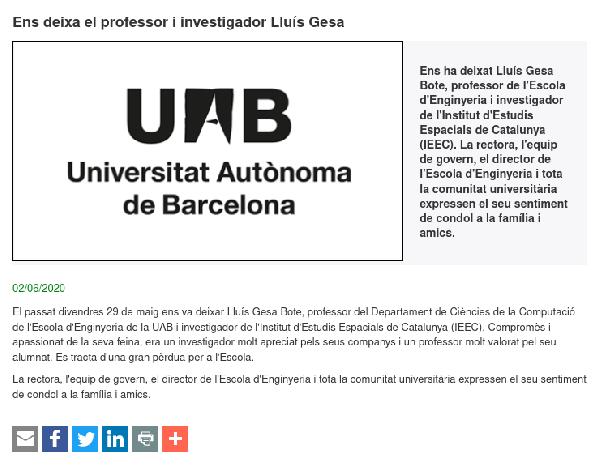 Ens deixa el professor i investigador Lluís Gesa
UAB
Universitat Autònoma
de Barcelona
Ens ha deixat Lluís Gesa
Bote, professor de l'Escola
d'Enginyeria i investigador
de l'Institut d'Estudis
Espacials de Catalunya
(IEEC). La rectora, l'equip
de govern, el director de
l'Escola d'Enginyeria i tota
la comunitat universitària
expressen el seu sentiment
de condol a la família i
amics.
02/06/2020
El passat divendres 29 de maig ens va deixar Lluís Gesa Bote, professor del Departament de Ciències de la Computació
de l'Escola d'Enginyeria de la UAB i investigador de l'Institut d'Estudis Espacials de Catalunya (IEEC). Compromès i
apassionat de la seva feina, era un investigador molt apreciat pels seus companys i un professor molt valorat pel seu
alumnat. Es tracta d'una gran pèrdua per a l'Escola.
La rectora, l'equip de govern, el director de l'Escola d'Enginyeria i tota la comunitat universitària expressen el seu sentiment
de condol a la família i amics.